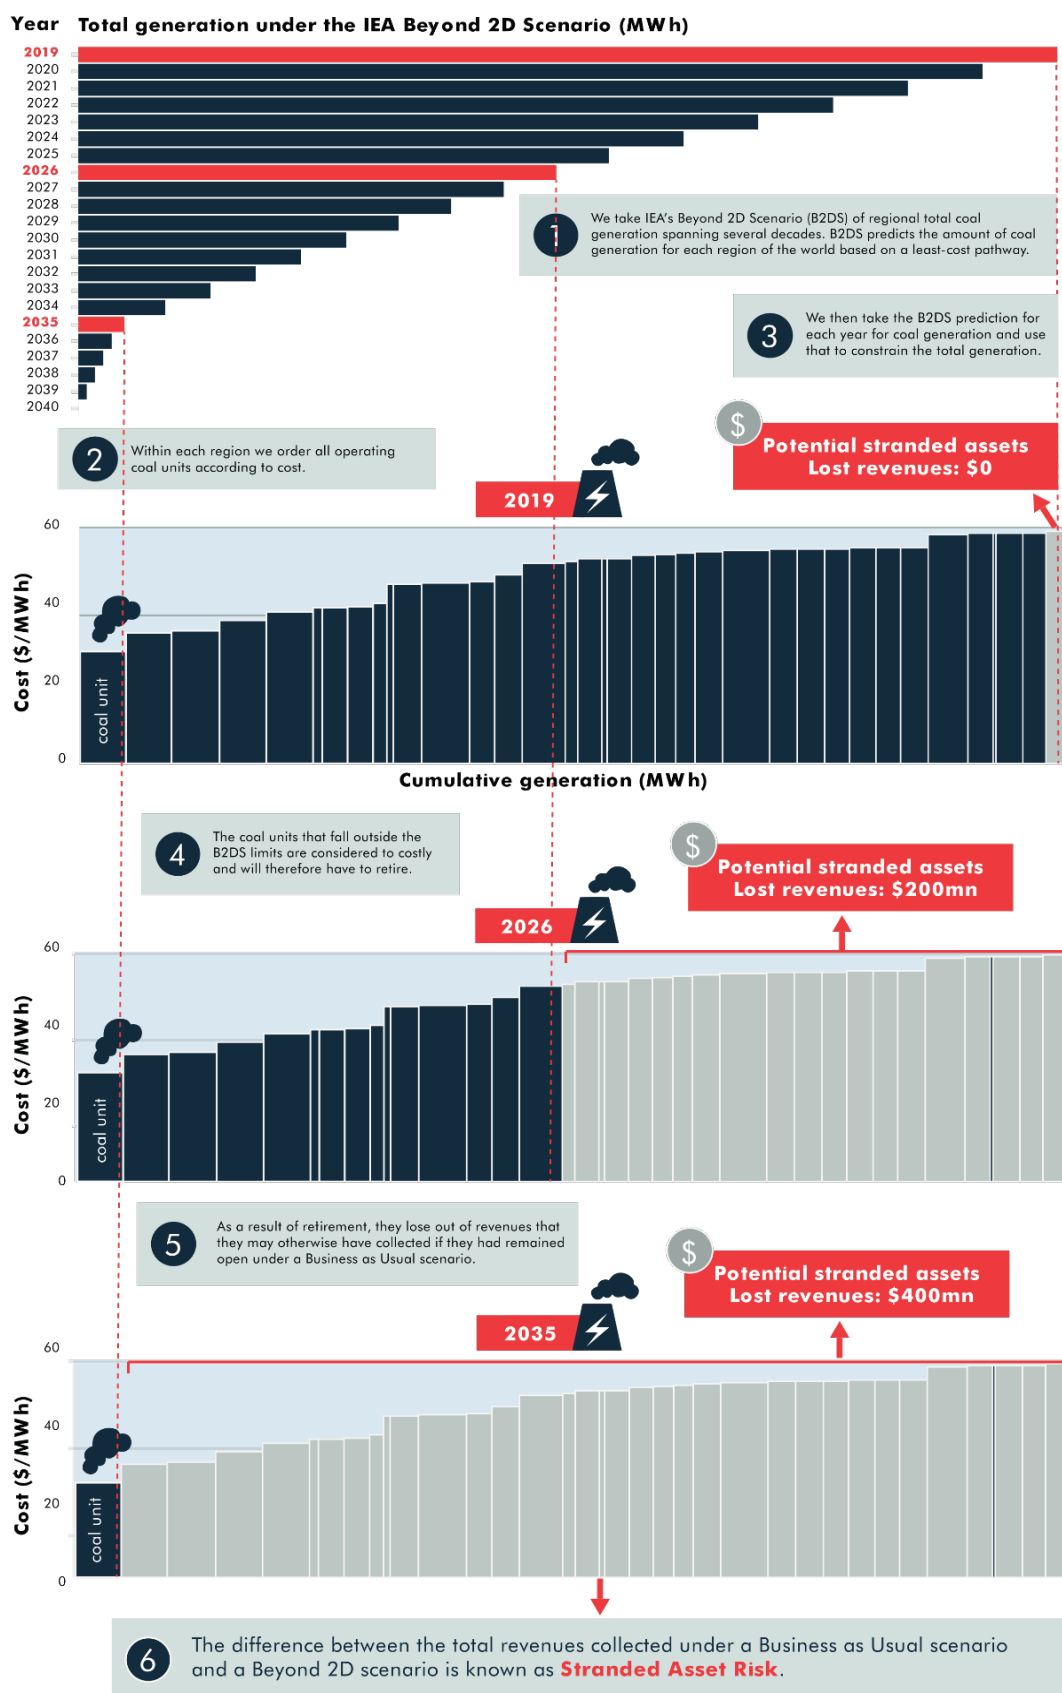 Year Total generation under the IEA Beyond 2D Scenario (MWh)
2019
2020
2021
2022
2023
2024
2025
2026
2027
2028
2029
2030
2031
2032
2033
2034
2035
2036
2037
2038
2039
2040
1
We take IEA's Beyond 2D Scenario (B2DS) of regional total coal
generation spanning several decades. B2DS predicts the amount of coal
generation for each region of the world based on a least-cost pathway.
3
We then take the B2DS prediction for
each year for coal generation and use
that to constrain the total generation.
2
Within each region we order all operating
coal units according to cost.
$
Potential stranded assets
Lost revenues: $0
2019
Cost ($/MWh)
60
40
20
0
coal unit
Cumulative generation (MWh)
4
The coal units that fall outside the
B2DS limits are considered to costly
and will therefore have to retire.
$
Potential stranded assets
Lost revenues: $200mn
2026
Cost ($/MWh)
60
40
20
0
coal unit
5
As a result of retirement, they lose out of revenues that
they may otherwise have collected if they had remained
open under a Business as Usual scenario.
$
Potential stranded assets
Lost revenues: $400mn
2035
Cost ($/MWh)
60
40
20
0
coal unit
6
The difference between the total revenues collected under a Business as Usual scenario
and a Beyond 2D scenario is known as Stranded Asset Risk.